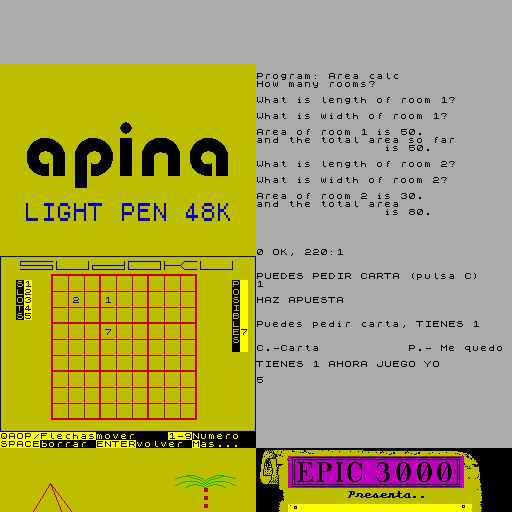 apina
LIGHT PEN 48K
Program: Area calc
How many rooms?
What is length of room 1?
What is width of room 1?
Area of room 1 is 50.
and the total area so far
is 50.
What is length of room 2?
What is width of room 2?
Area of room 2 is 30.
and the total area
is 80.
0 OK, 220:1
SLOTS
1
2
3
4
5
2 1
7
POSIBLES
7
QAOP/Flechas mover 1-9 Numero
SPACE borrar ENTER volver Mas...
PUEDES PEDIR CARTA (pulsa C)
1
HAZ APUESTA
Puedes pedir carta, TIENES 1
C.-Carta P.- Me quedo
TIENES 1 AHORA JUEGO YO
5
EPIC 3000
Presenta..